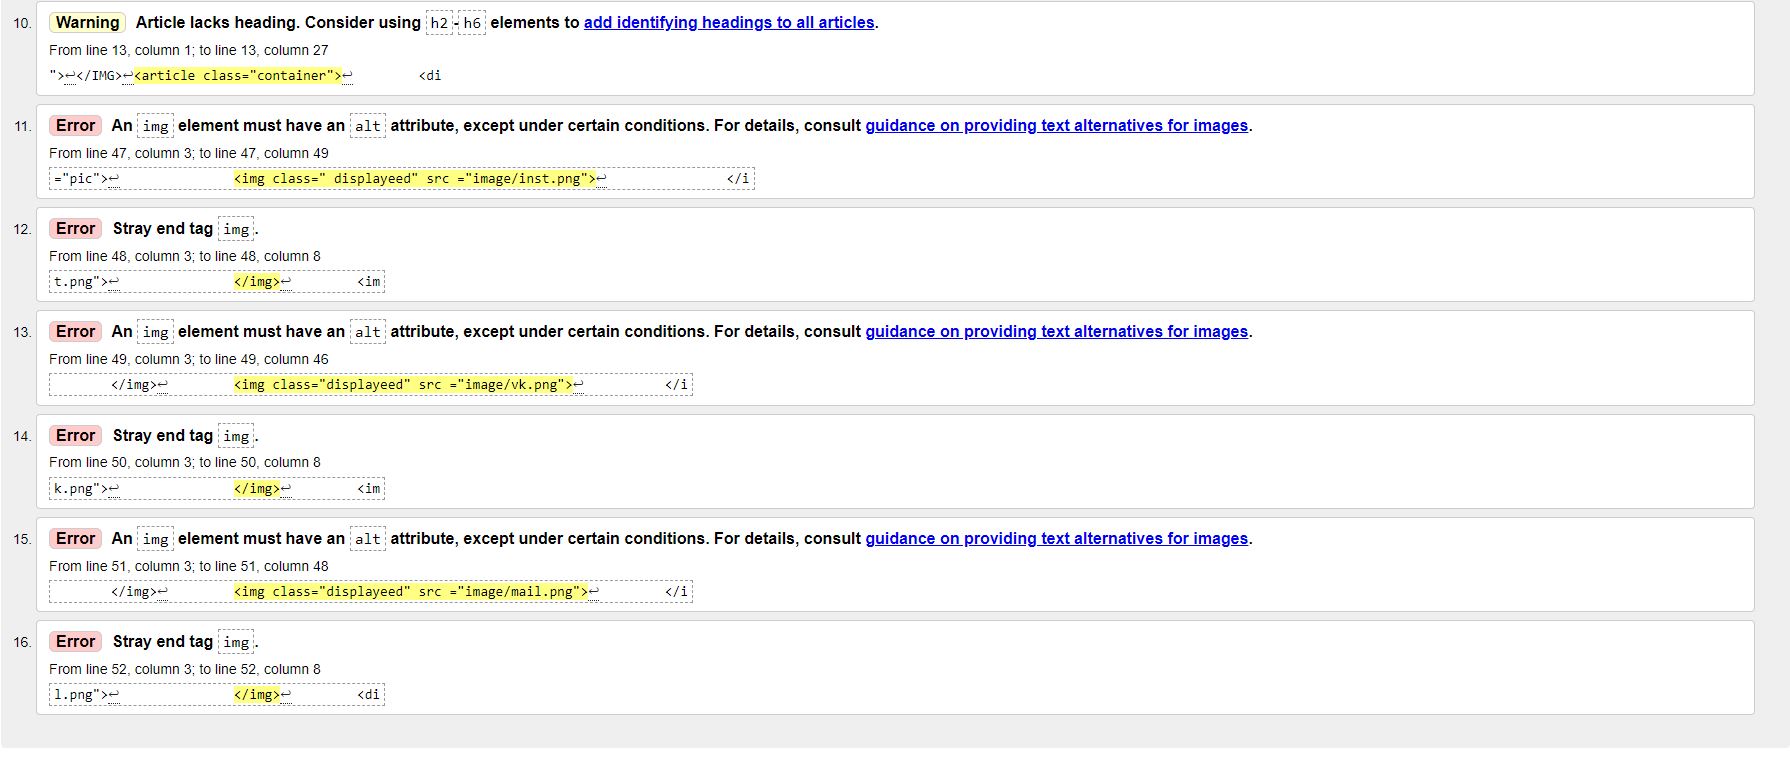 10. Warning Article lacks heading. Consider using h2-h6 elements to add identifying headings to all articles.
From line 13, column 1; to line 13, column 27
">↩</IMG>↩<article class="container">↩ <di
11. Error An img element must have an alt attribute, except under certain conditions. For details, consult guidance on providing text alternatives for images.
From line 47, column 3; to line 47, column 49
="pic">↩ <img class=" displayeed" src ="image/inst.png">↩ </i
12. Error Stray end tag img.
From line 48, column 3; to line 48, column 8
t.png">↩ </img>↩ <im
13. Error An img element must have an alt attribute, except under certain conditions. For details, consult guidance on providing text alternatives for images.
From line 49, column 3; to line 49, column 46
</img>↩ <img class="displayeed" src ="image/vk.png">↩ </i
14. Error Stray end tag img.
From line 50, column 3; to line 50, column 8
k.png">↩ </img>↩ <im
15. Error An img element must have an alt attribute, except under certain conditions. For details, consult guidance on providing text alternatives for images.
From line 51, column 3; to line 51, column 48
</img>↩ <img class="displayeed" src ="image/mail.png">↩ </i
16. Error Stray end tag img.
From line 52, column 3; to line 52, column 8
l.png">↩ </img>↩ <di